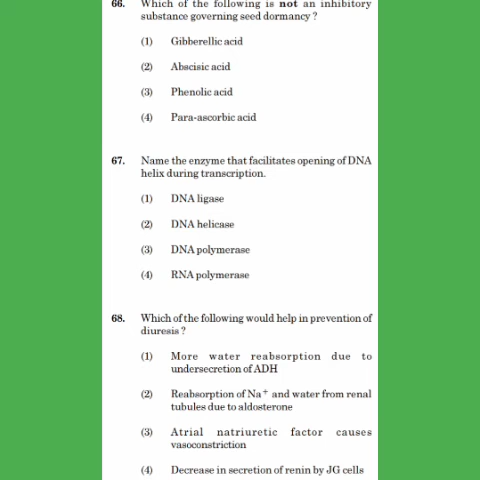 66. Which of the following is not an inhibitory
substance governing seed dormancy ?
(1) Gibberellic acid
(2) Abscisic acid
(3) Phenolic acid
(4) Para-ascorbic acid
67. Name the enzyme that facilitates opening of DNA
helix during transcription.
(1) DNA ligase
(2) DNA helicase
(3) DNA polymerase
(4) RNA polymerase
68. Which of the following would help in prevention of
diuresis ?
(1) More water reabsorption due to
undersecretion of ADH
(2) Reabsorption of Na+ and water from renal
tubules due to aldosterone
(3) Atrial natriuretic factor causes
vasoconstriction
(4) Decrease in secretion of renin by JG cells